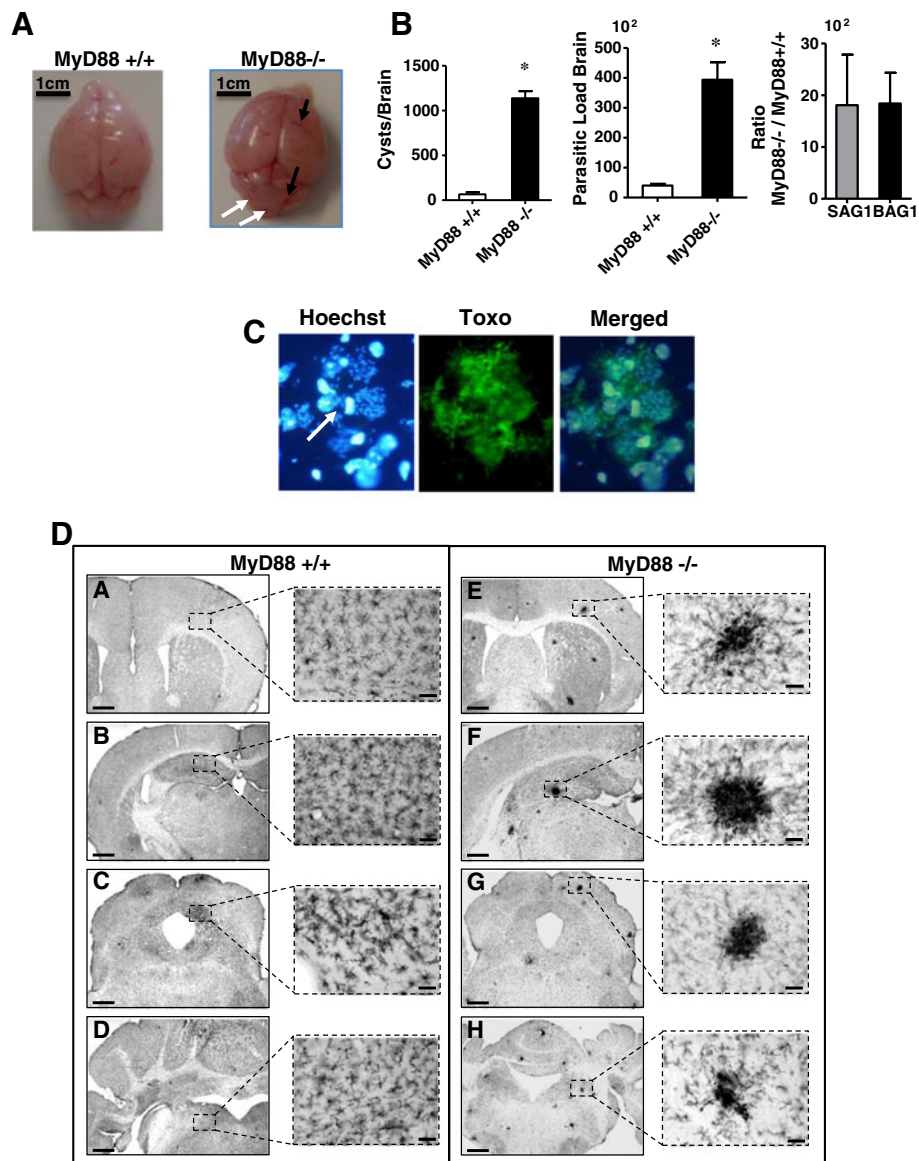 A
MyD88 +/+
MyD88-/-
1cm
1cm
B
Cysts/Brain
1500
1000
500
0
*
MyD88 +/+
MyD88 -/-
10²
Parasitic Load Brain
500
400
300
200
100
0
*
MyD88 +/+
MyD88-/-
10²
Ratio
MyD88-/- / MyD88+/+
30
20
10
0
SAG1 BAG1
C
Hoechst
Toxo
Merged
D
MyD88 +/+
MyD88 -/-
A
E
B
F
C
G
D
H